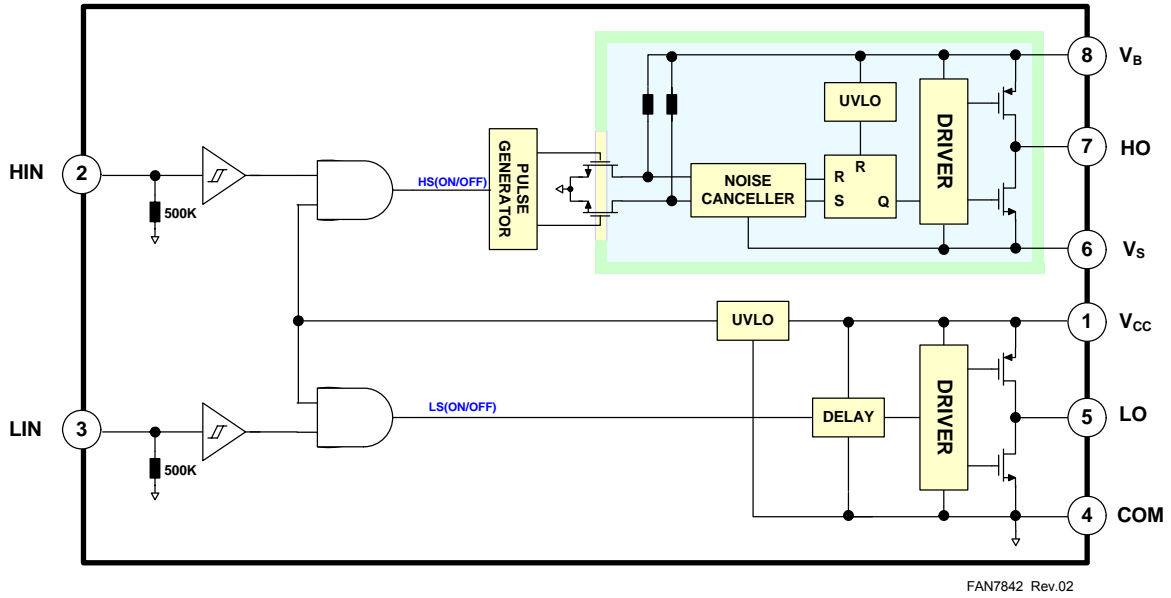 8 V_B
UVLO
DRIVER
HIN 2
PULSE GENERATOR
7 HO
HS(ON/OFF)
NOISE CANCELLER
R R
S Q
500K
6 V_S
UVLO
1 V_CC
LIN 3
LS(ON/OFF)
DELAY
DRIVER
5 LO
500K
4 COM
FAN7842 Rev.02